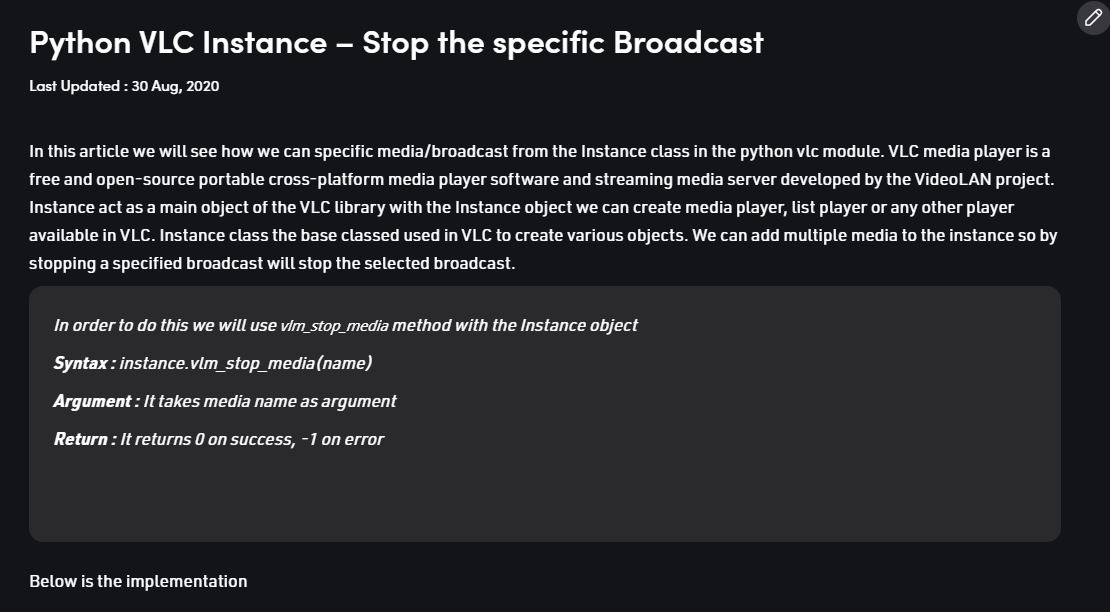 Python VLC Instance – Stop the specific Broadcast
Last Updated : 30 Aug, 2020
In this article we will see how we can specific media/broadcast from the Instance class in the python vlc module. VLC media player is a
free and open-source portable cross-platform media player software and streaming media server developed by the VideoLAN project.
Instance act as a main object of the VLC library with the Instance object we can create media player, list player or any other player
available in VLC. Instance class the base classed used in VLC to create various objects. We can add multiple media to the instance so by
stopping a specified broadcast will stop the selected broadcast.
In order to do this we will use vlm_stop_media method with the Instance object
Syntax : instance.vlm_stop_media(name)
Argument : It takes media name as argument
Return : It returns 0 on success, -1 on error
Below is the implementation